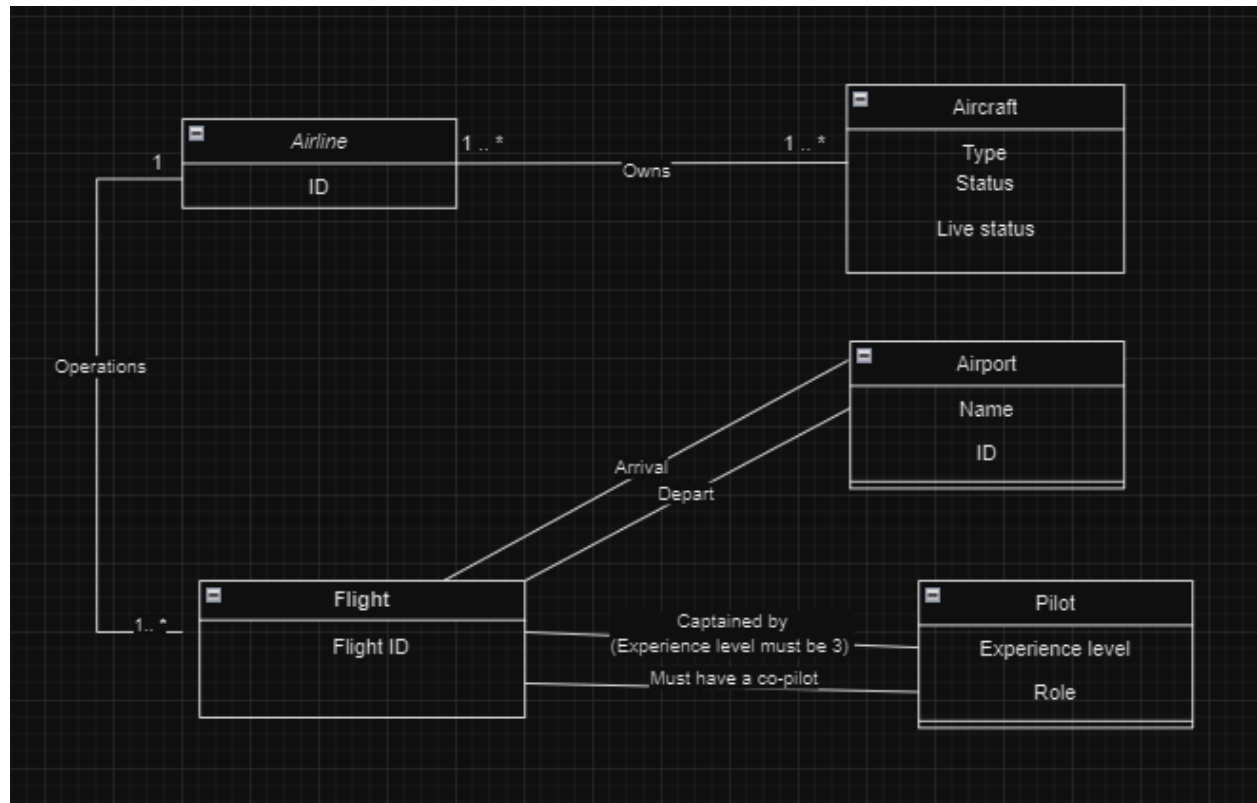 Aircraft
Airline
1
1 .. *
1 .. *
Type
Owns
ID
Status
Live status
Operations
Airport
Name
ID
Arrival
Depart
Flight
Pilot
1.. *
Captained by
(Experience level must be 3)
Flight ID
Experience level
Must have a co-pilot
Role